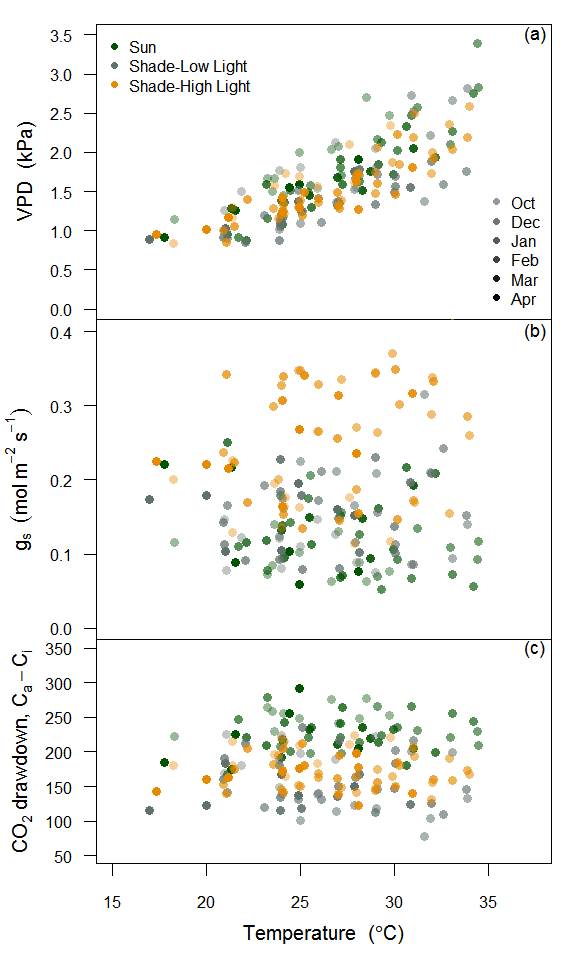 (a)
3.5
3.0
2.5
2.0
1.5
1.0
0.5
0.0
VPD (kPa)
Sun
Shade-Low Light
Shade-High Light
Oct
Dec
Jan
Feb
Mar
Apr
(b)
0.4
0.3
0.2
0.1
0.0
gₛ (mol m⁻² s⁻¹)
(c)
350
300
250
200
150
100
50
CO₂ drawdown, Cₐ – Cᵢ
15 20 25 30 35
Temperature (°C)